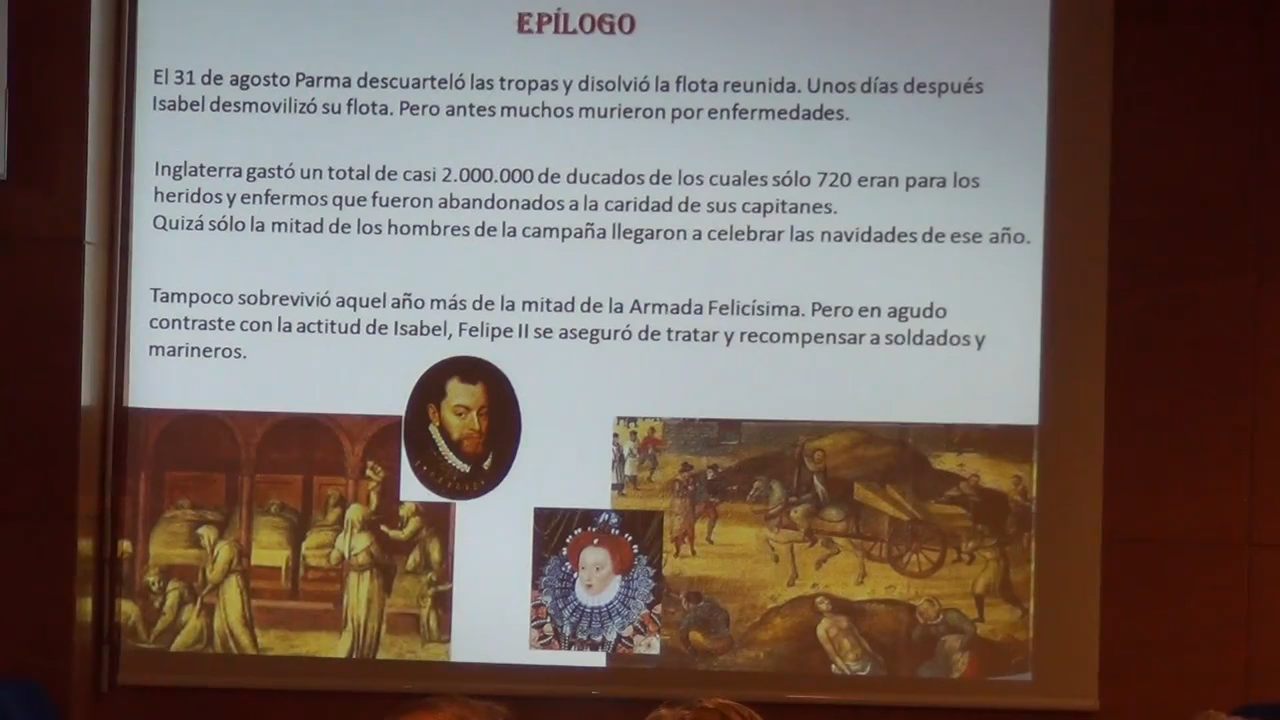 EPÍLOGO
El 31 de agosto Parma descuarteló las tropas y disolvió la flota reunida. Unos días después
Isabel desmovilizó su flota. Pero antes muchos murieron por enfermedades.
Inglaterra gastó un total de casi 2.000.000 de ducados de los cuales sólo 720 eran para los
heridos y enfermos que fueron abandonados a la caridad de sus capitanes.
Quizá sólo la mitad de los hombres de la campaña llegaron a celebrar las navidades de ese año.
Tampoco sobrevivió aquel año más de la mitad de la Armada Felicísima. Pero en agudo
contraste con la actitud de Isabel, Felipe II se aseguró de tratar y recompensar a soldados y
marineros.